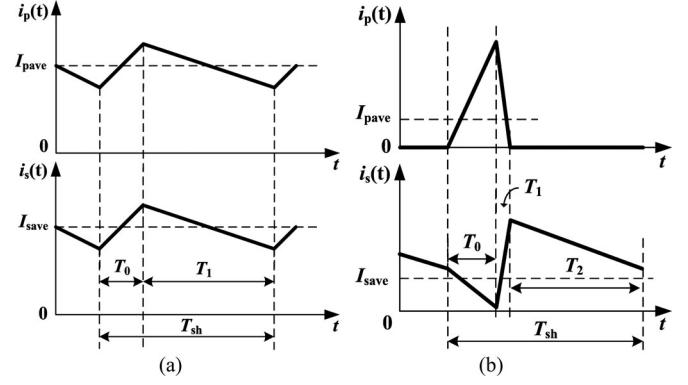 ip(t)
Ipave
0
t
is(t)
Isave
T0
T1
0
t
Tsh
(a)
ip(t)
Ipave
0
t
is(t)
T1
T0
T2
Isave
0
t
Tsh
(b)